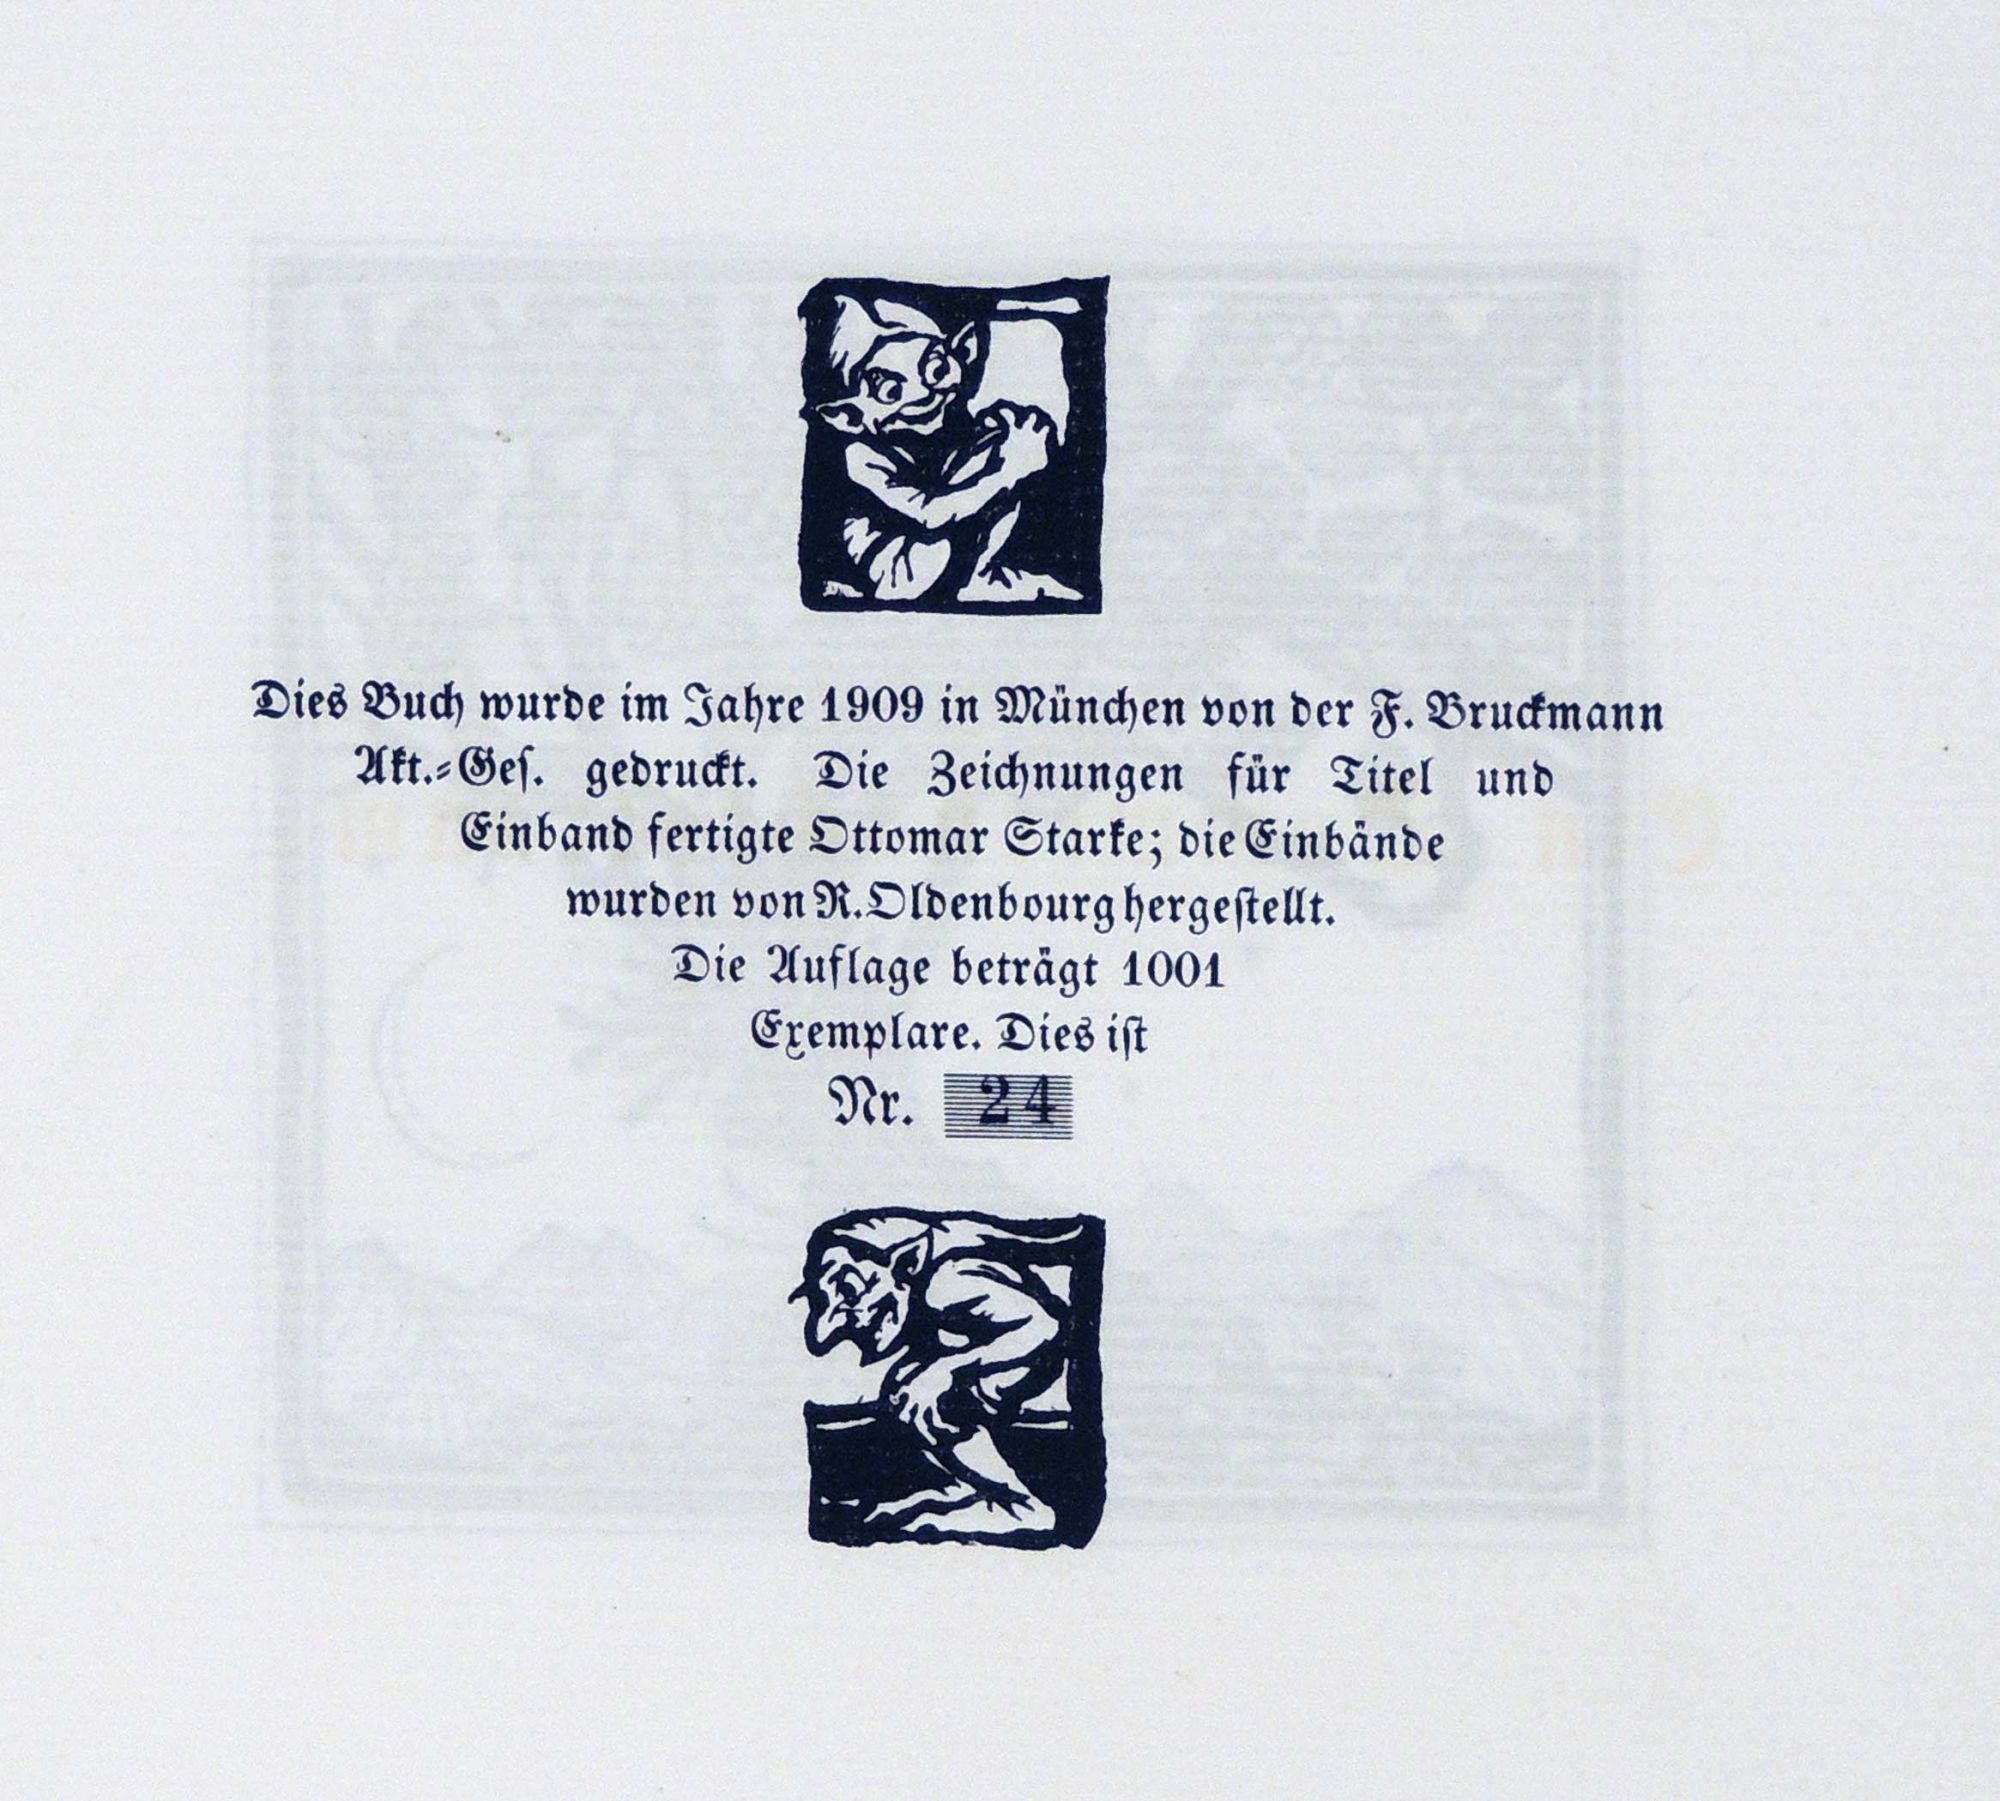 Dies Buch wurde im Jahre 1909 in München von der F. Bruckmann
Akt.⸗Geſ. gedruckt. Die Zeichnungen für Titel und
Einband fertigte Ottomar Starke; die Einbände
wurden von R. Oldenbourg hergeſtellt.
Die Auflage beträgt 1001
Exemplare. Dies iſt
Nr. 24